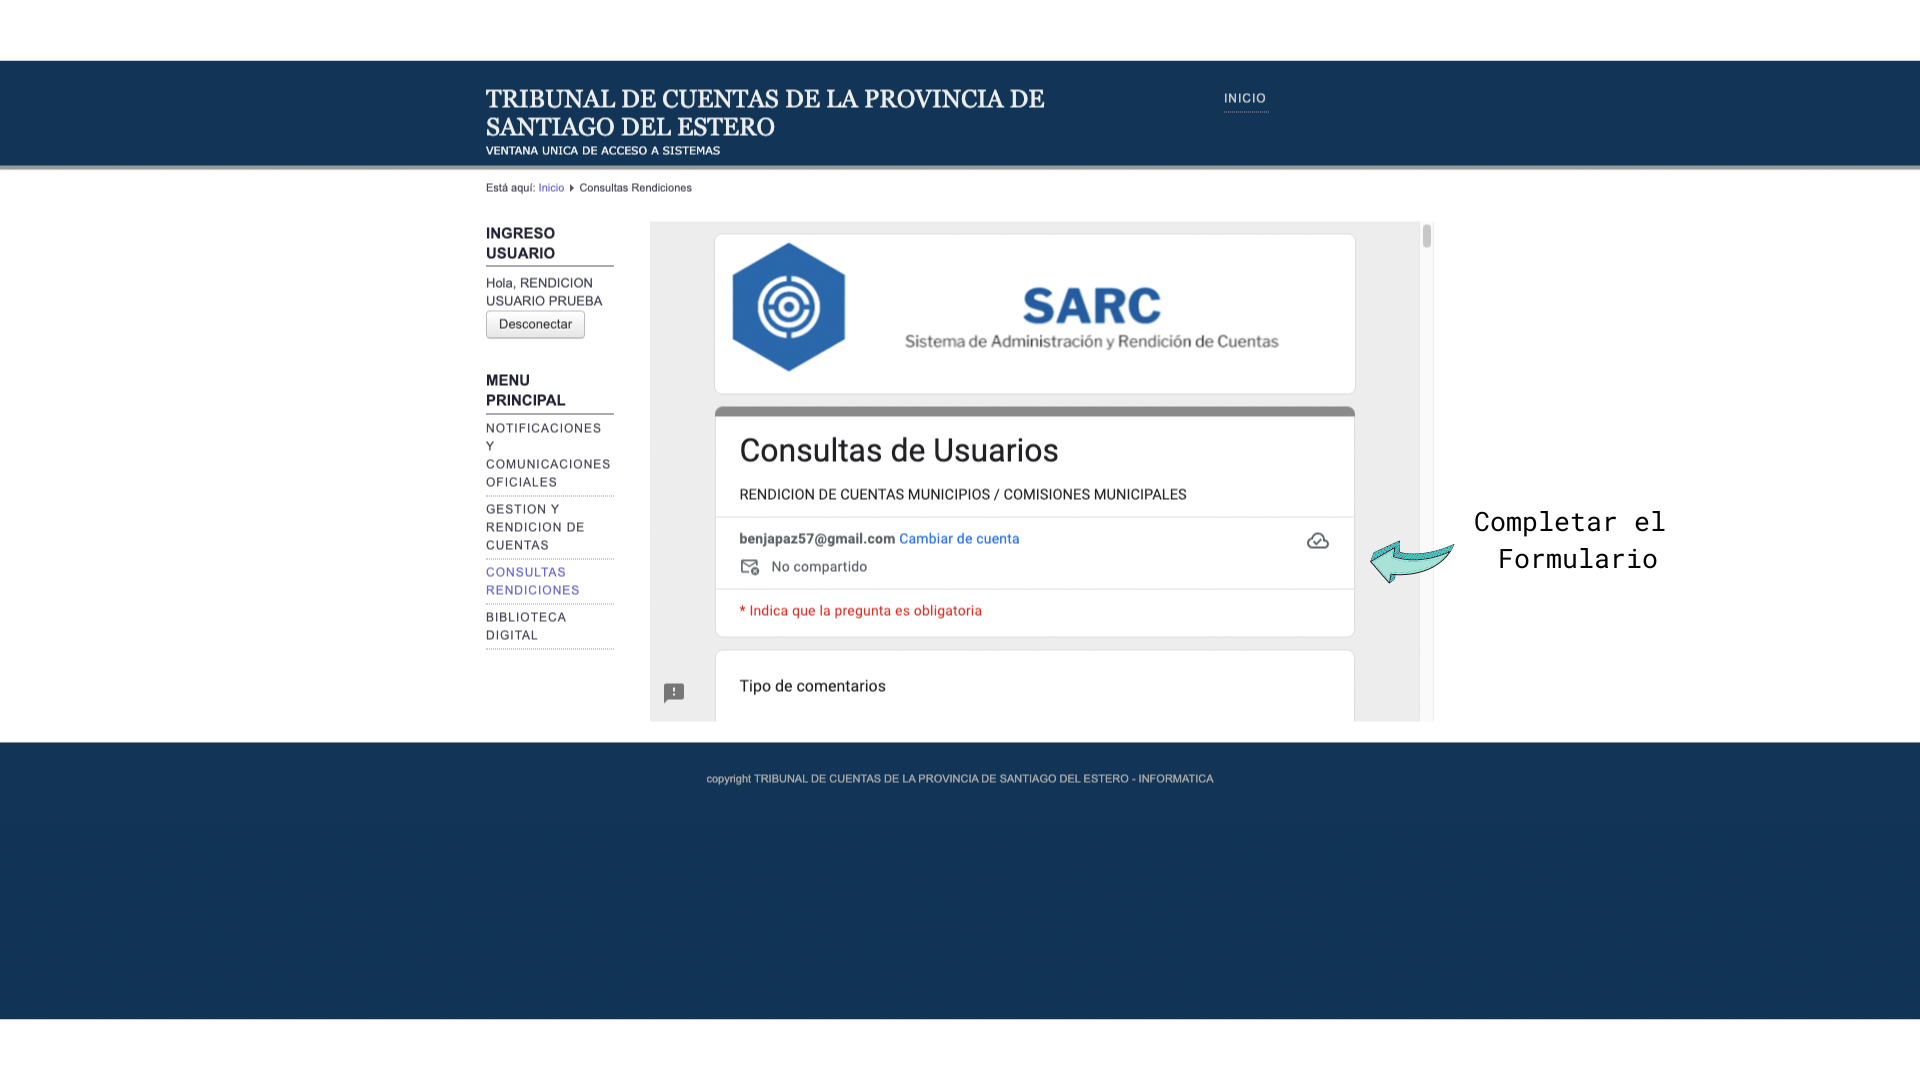 TRIBUNAL DE CUENTAS DE LA PROVINCIA DE
SANTIAGO DEL ESTERO
VENTANA UNICA DE ACCESO A SISTEMAS
INICIO
Está aquí: Inicio Consultas Rendiciones
INGRESO
USUARIO
Hola, RENDICION
USUARIO PRUEBA
Desconectar
MENU
PRINCIPAL
NOTIFICACIONES
Y
COMUNICACIONES
OFICIALES
GESTION Y
RENDICION DE
CUENTAS
CONSULTAS
RENDICIONES
BIBLIOTECA
DIGITAL
SARC
Sistema de Administración y Rendición de Cuentas
Consultas de Usuarios
RENDICION DE CUENTAS MUNICIPIOS / COMISIONES MUNICIPALES
benjapaz57@gmail.com Cambiar de cuenta
No compartido
* Indica que la pregunta es obligatoria
Tipo de comentarios
Completar el
Formulario
copyright TRIBUNAL DE CUENTAS DE LA PROVINCIA DE SANTIAGO DEL ESTERO - INFORMATICA